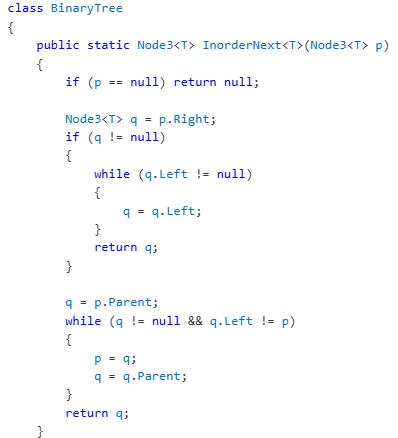 class BinaryTree
{
    public static Node3<T> InorderNext<T>(Node3<T> p)
    {
        if (p == null) return null;

        Node3<T> q = p.Right;
        if (q != null)
        {
            while (q.Left != null)
            {
                q = q.Left;
            }
            return q;
        }

        q = p.Parent;
        while (q != null && q.Left != p)
        {
            p = q;
            q = q.Parent;
        }
        return q;
    }